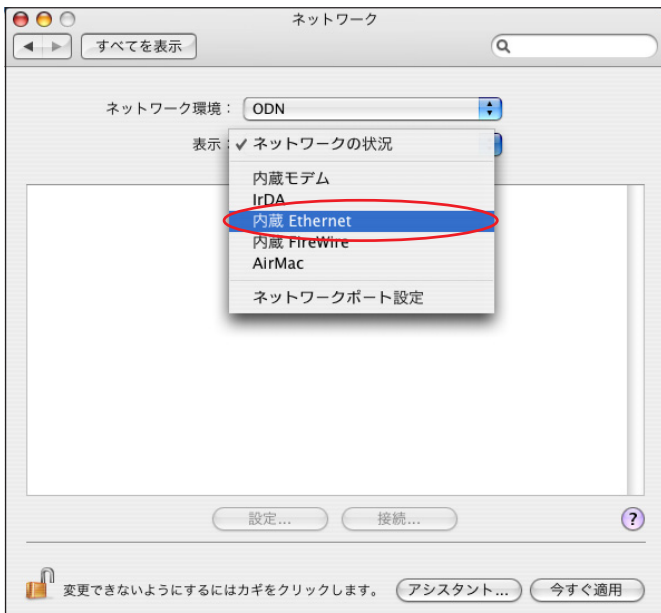 ネットワーク
すべてを表示
ネットワーク環境： ODN
表示：
✓ ネットワークの状況
内蔵モデム
IrDA
内蔵 Ethernet
内蔵 FireWire
AirMac
ネットワークポート設定
設定... 接続... ?
変更できないようにするにはカギをクリックします。 アシスタント... 今すぐ適用